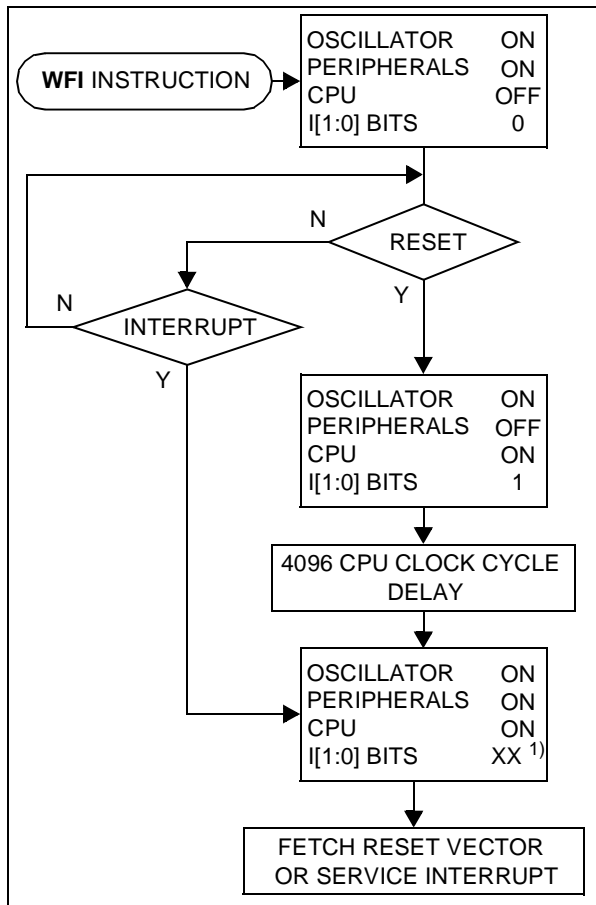 WFI INSTRUCTION
OSCILLATOR ON
PERIPHERALS ON
CPU OFF
I[1:0] BITS 0
N
RESET
Y
N
INTERRUPT
Y
OSCILLATOR ON
PERIPHERALS OFF
CPU ON
I[1:0] BITS 1
4096 CPU CLOCK CYCLE
DELAY
OSCILLATOR ON
PERIPHERALS ON
CPU ON
I[1:0] BITS XX 1)
FETCH RESET VECTOR
OR SERVICE INTERRUPT